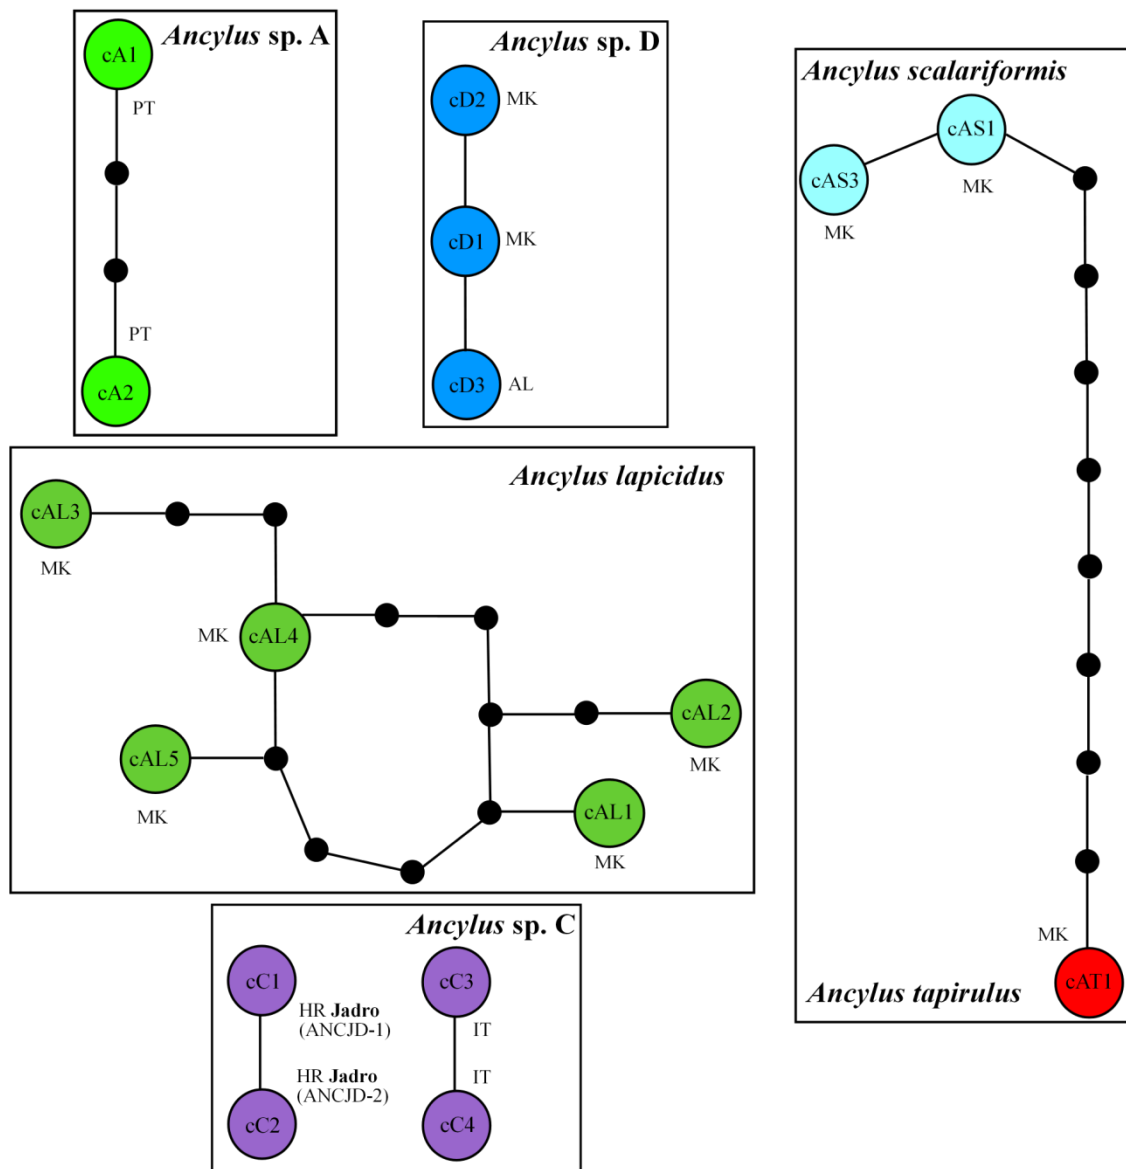 Ancylus sp. A
cA1
PT
PT
cA2
Ancylus sp. D
cD2
MK
cD1
MK
cD3
AL
Ancylus scalariformis
cAS1
cAS3
MK
MK
MK
cAT1
Ancylus tapirulus
Ancylus lapicidus
cAL3
MK
MK
cAL4
cAL2
MK
cAL5
MK
cAL1
MK
Ancylus sp. C
cC1
HR Jadro
(ANCJD-1)
HR Jadro
(ANCJD-2)
cC2
cC3
IT
IT
cC4